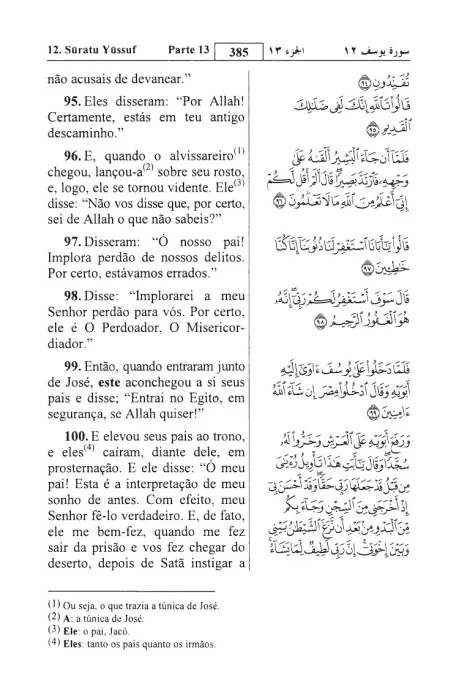 12. Sūratu Yūssuf Parte 13 385 الجزء ١٣ سورة يوسف ١٢
não acusais de devanear.”
95. Eles disseram: “Por Allah!
Certamente, estás em teu antigo
descaminho.”
96. E, quando o alvissareiro(1)
chegou, lançou-a(2) sobre seu rosto,
e, logo, ele se tornou vidente. Ele(3)
disse: “Não vos disse que, por certo,
sei de Allah o que não sabeis?”
97. Disseram: “Ó nosso pai!
Implora perdão de nossos delitos.
Por certo, estávamos errados.”
98. Disse: “Implorarei a meu
Senhor perdão para vós. Por certo,
ele é O Perdoador, O Misericor-
diador.”
99. Então, quando entraram junto
de José, este aconchegou a si seus
pais e disse; “Entrai no Egito, em
segurança, se Allah quiser!”
100. E elevou seus pais ao trono,
e eles(4) caíram, diante dele, em
prosternação. E ele disse: “Ó meu
pai! Esta é a interpretação de meu
sonho de antes. Com efeito, meu
Senhor fê-lo verdadeiro. E, de fato,
ele me bem-fez, quando me fez
sair da prisão e vos fez chegar do
deserto, depois de Satã instigar a
تُفَنِّدُونِ ﴿٩٤﴾
قَالُوا۟ تَٱللَّهِ إِنَّكَ لَفِى ضَلَـٰلِكَ
ٱلْقَدِيمِ ﴿٩٥﴾
فَلَمَّآ أَن جَآءَ ٱلْبَشِيرُ أَلْقَىٰهُ عَلَىٰ
وَجْهِهِۦ فَٱرْتَدَّ بَصِيرًا قَالَ أَلَمْ أَقُل لَّكُمْ
إِنِّىٓ أَعْلَمُ مِنَ ٱللَّهِ مَا لَا تَعْلَمُونَ ﴿٩٦﴾
قَالُوا۟ يَـٰٓأَبَانَا ٱسْتَغْفِرْ لَنَا ذُنُوبَنَآ إِنَّا كُنَّا
خَـٰطِـِٔينَ ﴿٩٧﴾
قَالَ سَوْفَ أَسْتَغْفِرُ لَكُمْ رَبِّىٓ إِنَّهُۥ
هُوَ ٱلْغَفُورُ ٱلرَّحِيمُ ﴿٩٨﴾
فَلَمَّا دَخَلُوا۟ عَلَىٰ يُوسُفَ ءَاوَىٰٓ إِلَيْهِ
أَبَوَيْهِ وَقَالَ ٱدْخُلُوا۟ مِصْرَ إِن شَآءَ ٱللَّهُ
ءَامِنِينَ ﴿٩٩﴾
وَرَفَعَ أَبَوَيْهِ عَلَى ٱلْعَرْشِ وَخَرُّوا۟ لَهُۥ
سُجَّدًا وَقَالَ يَـٰٓأَبَتِ هَـٰذَا تَأْوِيلُ رُءْيَـٰىَ
مِن قَبْلُ قَدْ جَعَلَهَا رَبِّى حَقًّا وَقَدْ أَحْسَنَ بِىٓ
إِذْ أَخْرَجَنِى مِنَ ٱلسِّجْنِ وَجَآءَ بِكُم
مِّنَ ٱلْبَدْوِ مِنۢ بَعْدِ أَن نَّزَغَ ٱلشَّيْطَـٰنُ بَيْنِى
وَبَيْنَ إِخْوَتِىٓ إِنَّ رَبِّى لَطِيفٌ لِّمَا يَشَآءُ
(1) Ou seja, o que trazia a túnica de José.
(2) A: a túnica de José.
(3) Ele: o pai, Jacó.
(4) Eles: tanto os pais quanto os irmãos.